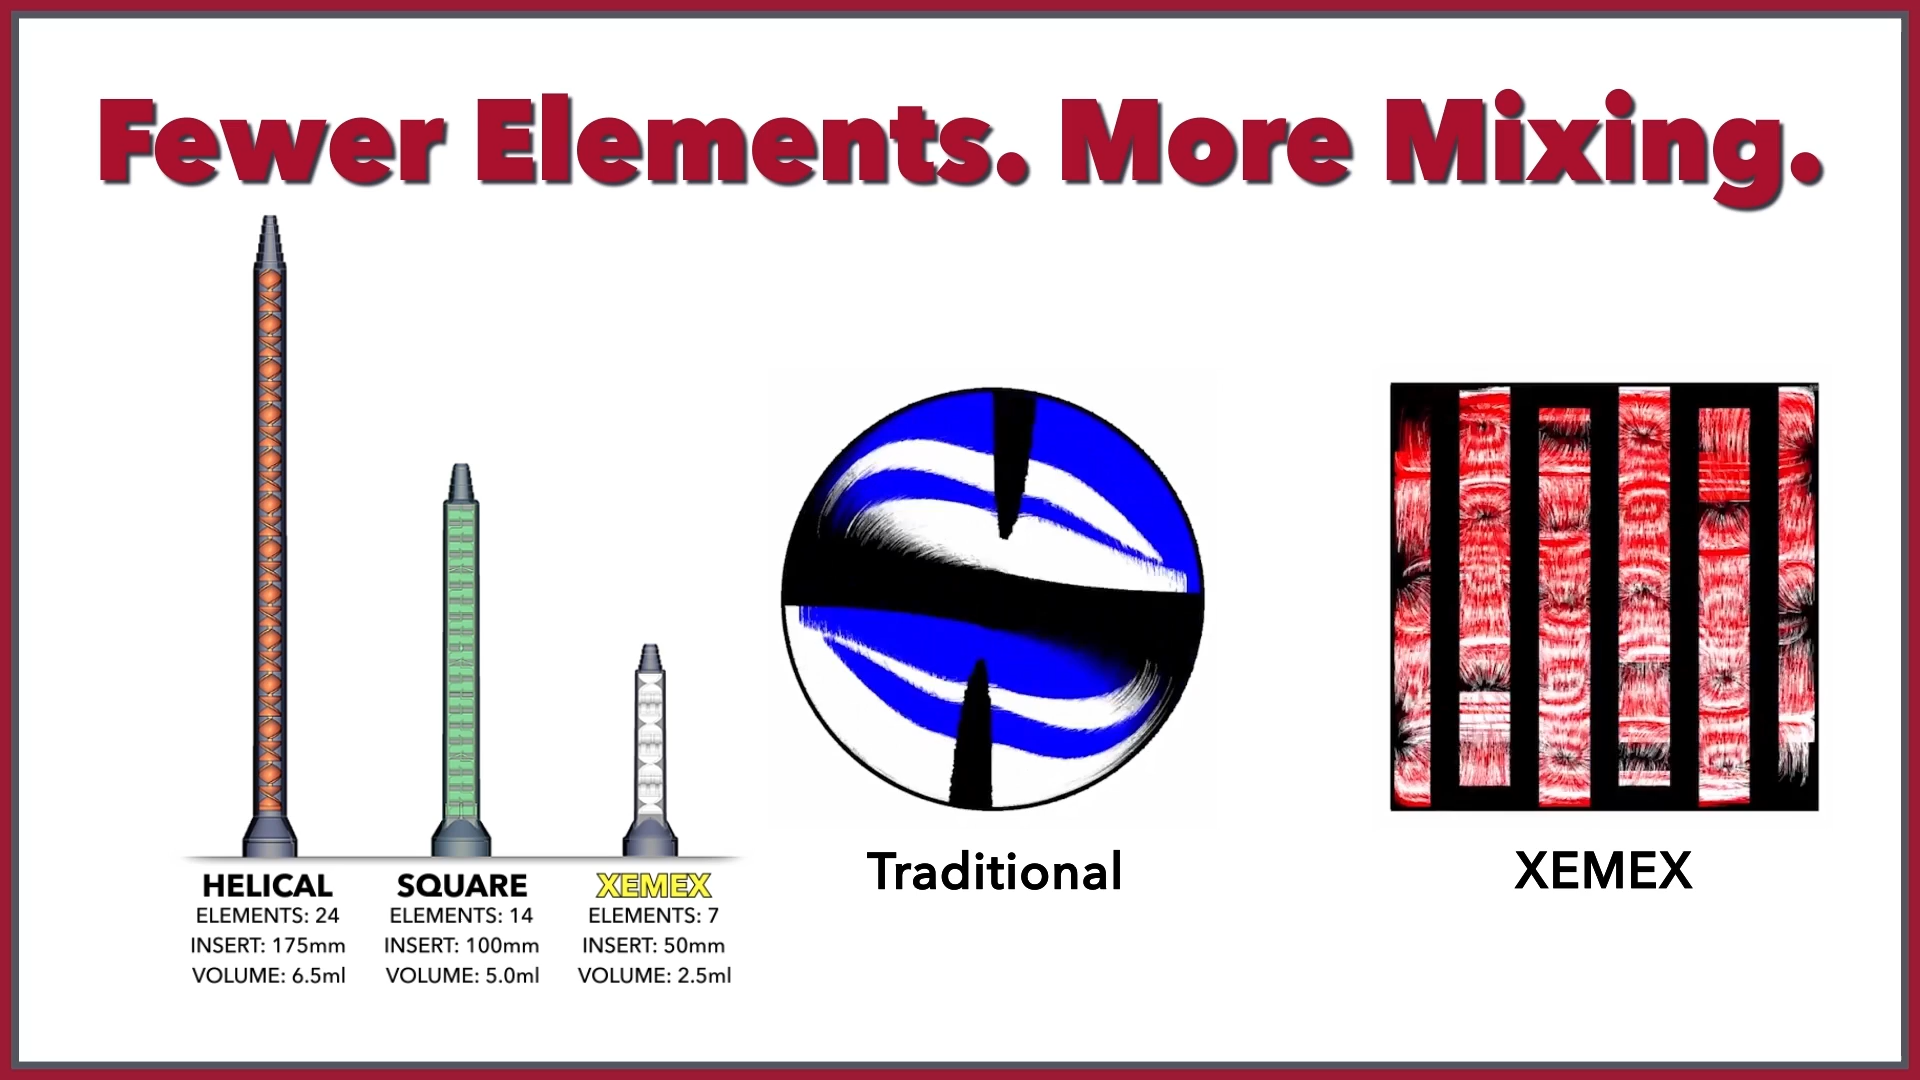 Fewer Elements. More Mixing.
HELICAL
ELEMENTS: 24
INSERT: 175mm
VOLUME: 6.5ml
SQUARE
ELEMENTS: 14
INSERT: 100mm
VOLUME: 5.0ml
XEMEX
ELEMENTS: 7
INSERT: 50mm
VOLUME: 2.5ml
Traditional
XEMEX